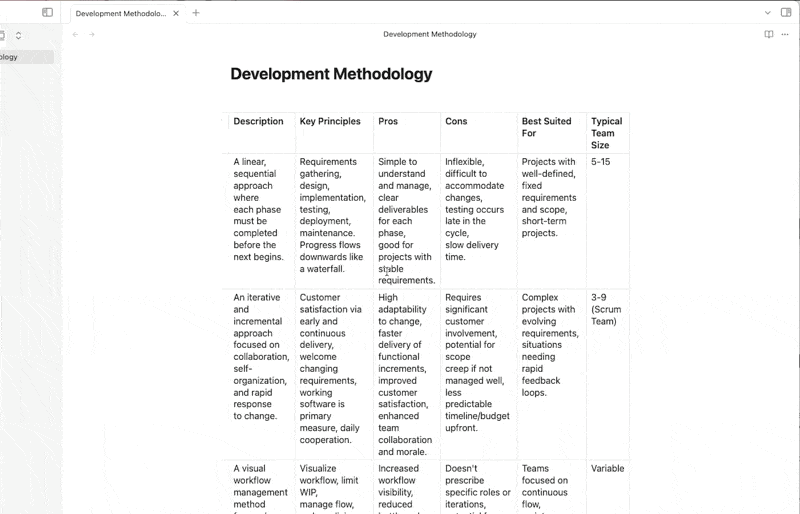 Development Methodolo...
Development Methodology
ology
Development Methodology
Description
Key Principles
Pros
Cons
Best Suited
For
Typical
Team
Size
A linear,
sequential
approach
where
each phase
must be
completed
before the
next begins.
Requirements
gathering,
design,
implementation,
testing,
deployment,
maintenance.
Progress flows
downwards like
a waterfall.
Simple to
understand
and manage,
clear
deliverables
for each
phase,
good for
projects with
stable
requirements.
Inflexible,
difficult to
accommodate
changes,
testing occurs
late in the
cycle,
slow delivery
time.
Projects with
well-defined,
fixed
requirements
and scope,
short-term
projects.
5-15
An iterative
and
incremental
approach
focused on
collaboration,
self-
organization,
and rapid
response
to change.
Customer
satisfaction via
early and
continuous
delivery,
welcome
changing
requirements,
working
software is
primary
measure, daily
cooperation.
High
adaptability
to change,
faster
delivery of
functional
increments,
improved
customer
satisfaction,
enhanced
team
collaboration
and morale.
Requires
significant
customer
involvement,
potential for
scope
creep if not
managed well,
less
predictable
timeline/budget
upfront.
Complex
projects with
evolving
requirements,
situations
needing
rapid
feedback
loops.
3-9
(Scrum
Team)
A visual
workflow
management
method
Visualize
workflow, limit
WIP,
manage flow,
Increased
workflow
visibility,
reduced
Doesn't
prescribe
specific roles or
iterations,
Teams
focused on
continuous
flow,
Variable